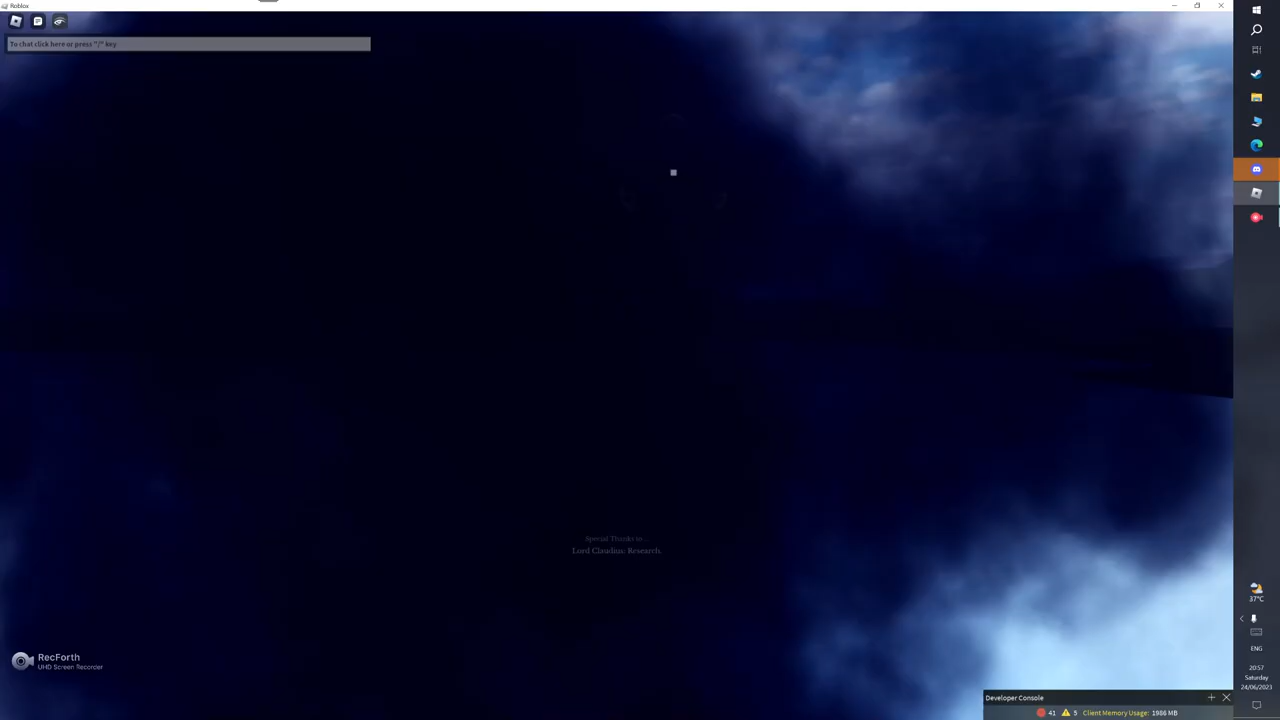 Roblox
To chat click here or press "/" key
Special Thanks to...
Lord Claudius: Research.
RecForth
UHD Screen Recorder
37°C
ENG
20:57
Saturday
24/06/2023
Developer Console
41 5 Client Memory Usage: 1986 MB